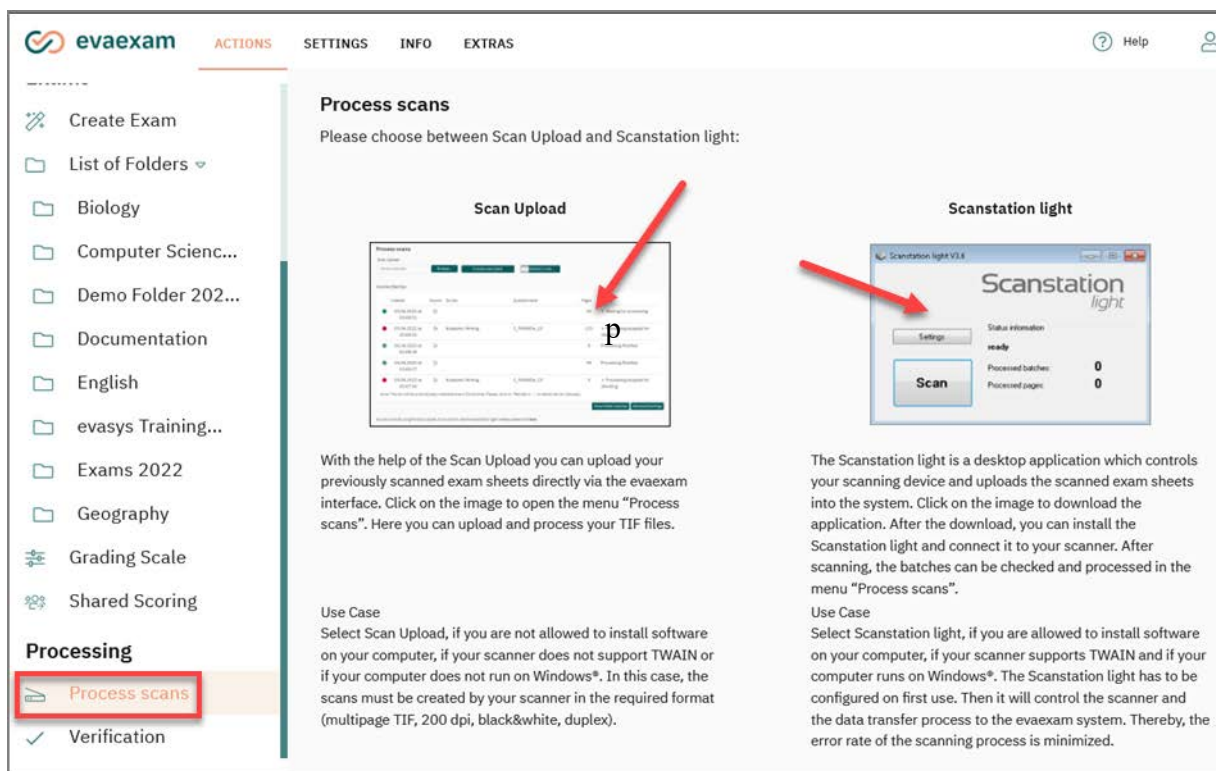 evaexam ACTIONS SETTINGS INFO EXTRAS Help
Create Exam
List of Folders
Biology
Computer Scienc...
Demo Folder 202...
Documentation
English
evasys Training...
Exams 2022
Geography
Grading Scale
Shared Scoring
Processing
Process scans
Verification
Process scans
Please choose between Scan Upload and Scanstation light:
Scan Upload
Process scans
p
With the help of the Scan Upload you can upload your
previously scanned exam sheets directly via the evaexam
interface. Click on the image to open the menu “Process
scans”. Here you can upload and process your TIF files.
Use Case
Select Scan Upload, if you are not allowed to install software
on your computer, if your scanner does not support TWAIN or
if your computer does not run on Windows®. In this case, the
scans must be created by your scanner in the required format
(multipage TIF, 200 dpi, black&white, duplex).
Scanstation light
Scanstation light V3.6
Scanstation
light
Settings
Status information
ready
Scan
Processed batches: 0
Processed pages: 0
The Scanstation light is a desktop application which controls
your scanning device and uploads the scanned exam sheets
into the system. Click on the image to download the
application. After the download, you can install the
Scanstation light and connect it to your scanner. After
scanning, the batches can be checked and processed in the
menu “Process scans”.
Use Case
Select Scanstation light, if you are allowed to install software
on your computer, if your scanner supports TWAIN and if your
computer runs on Windows®. The Scanstation light has to be
configured on first use. Then it will control the scanner and
the data transfer process to the evaexam system. Thereby, the
error rate of the scanning process is minimized.